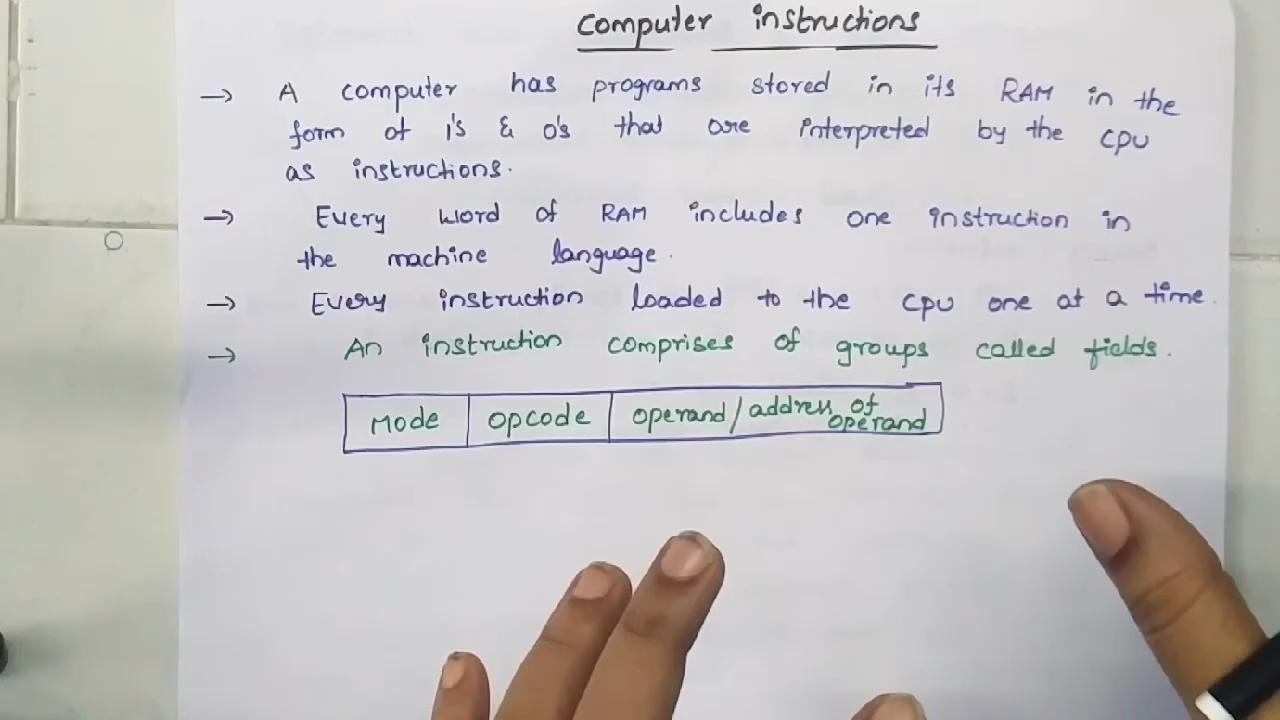 Computer instructions
→ A computer has programs stored in its RAM in the
form of 1's & 0's that are interpreted by the CPU
as instructions.
→ Every word of RAM includes one instruction in
the machine language.
→ Every instruction loaded to the CPU one at a time.
→ An instruction comprises of groups called fields.
Mode opcode operand/address of operand